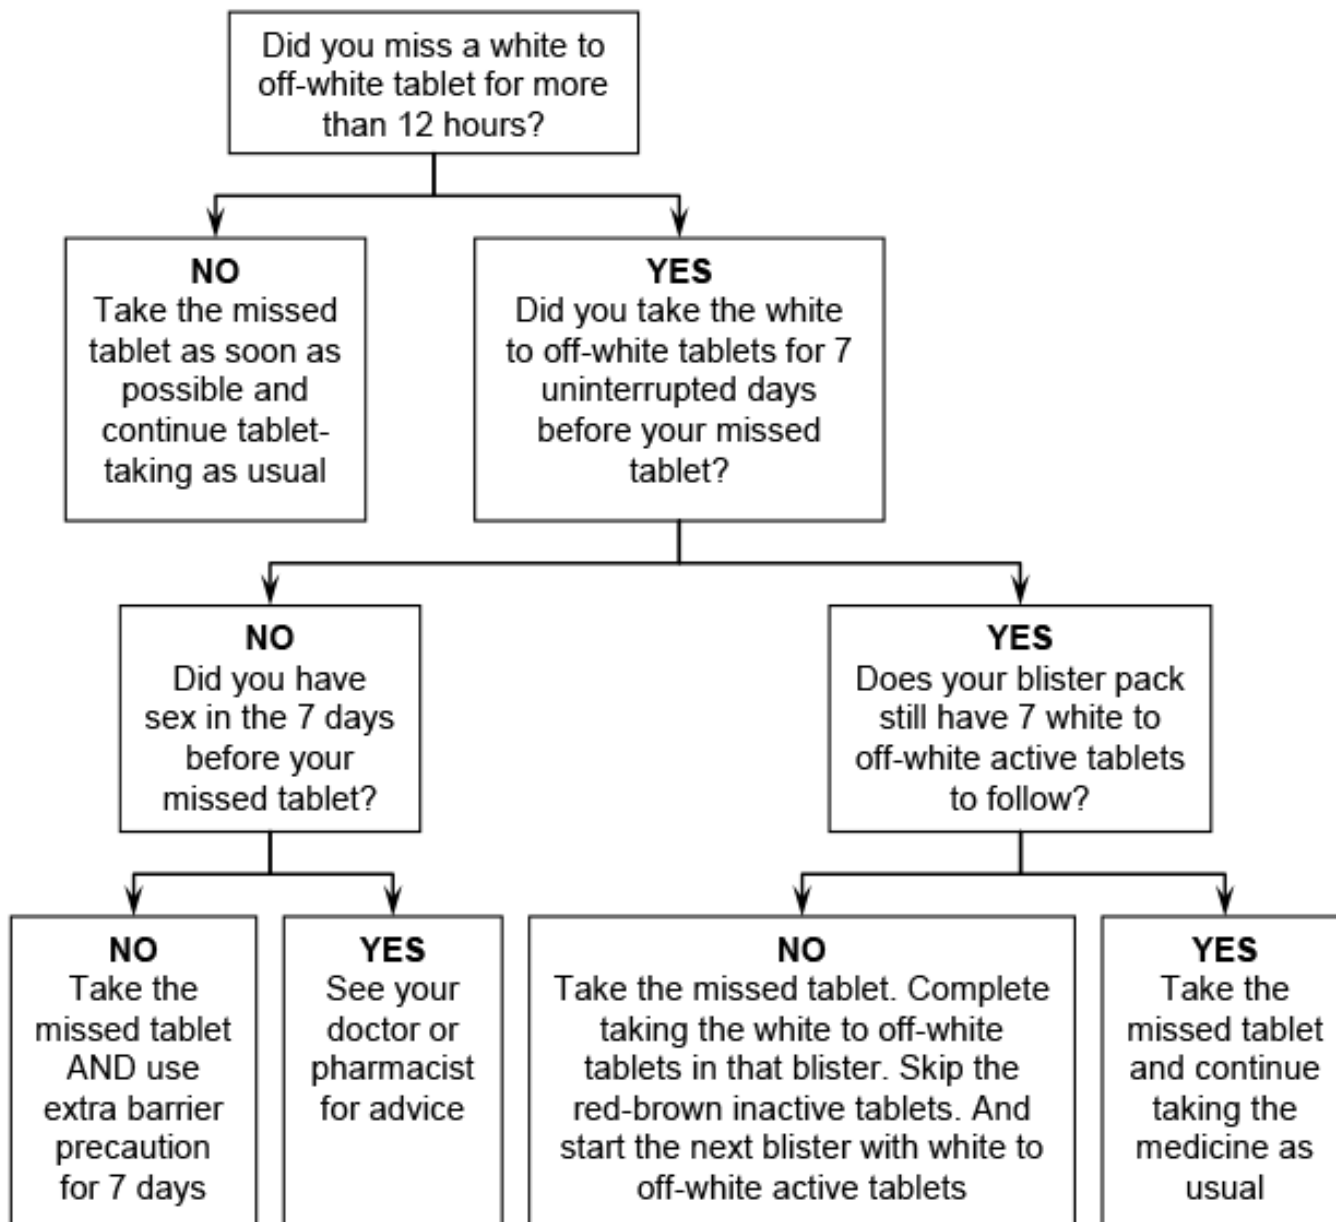 Did you miss a white to
off-white tablet for more
than 12 hours?
NO
Take the missed
tablet as soon as
possible and
continue tablet-
taking as usual
YES
Did you take the white
to off-white tablets for 7
uninterrupted days
before your missed
tablet?
NO
Did you have
sex in the 7 days
before your
missed tablet?
YES
Does your blister pack
still have 7 white to
off-white active tablets
to follow?
NO
Take the
missed tablet
AND use
extra barrier
precaution
for 7 days
YES
See your
doctor or
pharmacist
for advice
NO
Take the missed tablet. Complete
taking the white to off-white
tablets in that blister. Skip the
red-brown inactive tablets. And
start the next blister with white to
off-white active tablets
YES
Take the
missed tablet
and continue
taking the
medicine as
usual